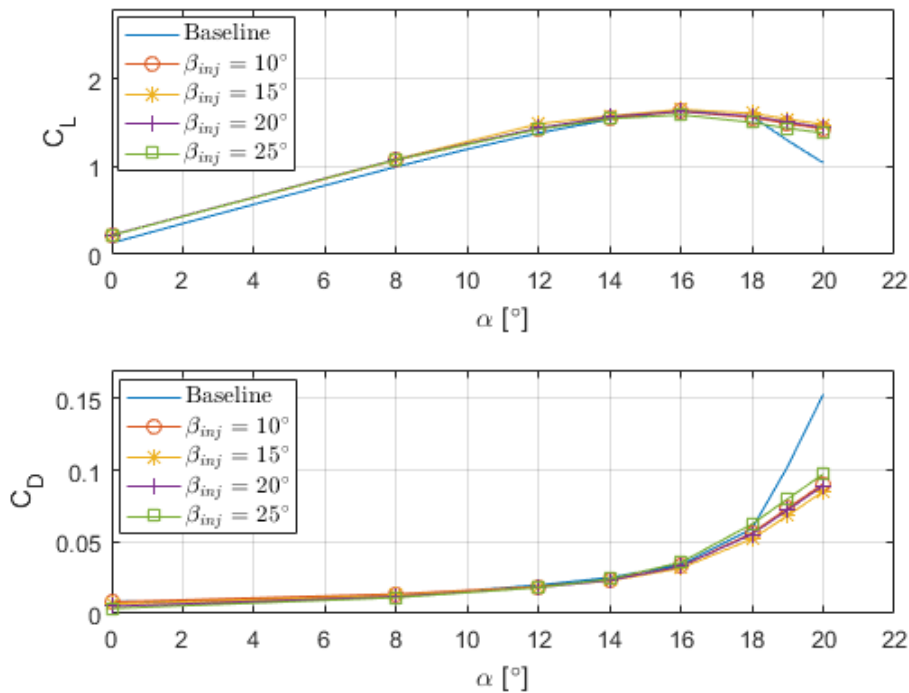 Baseline
β_inj = 10°
β_inj = 15°
β_inj = 20°
β_inj = 25°
C_L
2
1
0
0 2 4 6 8 10 12 14 16 18 20 22
α [°]
Baseline
β_inj = 10°
β_inj = 15°
β_inj = 20°
β_inj = 25°
C_D
0.15
0.1
0.05
0
0 2 4 6 8 10 12 14 16 18 20 22
α [°]